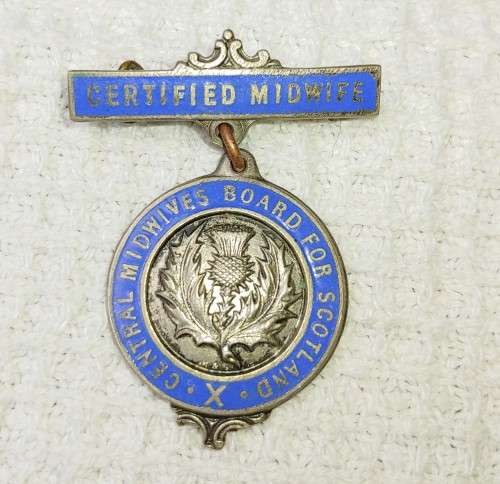 CERTIFIED MIDWIFE
· CENTRAL MIDWIVES BOARD FOR SCOTLAND ·
X